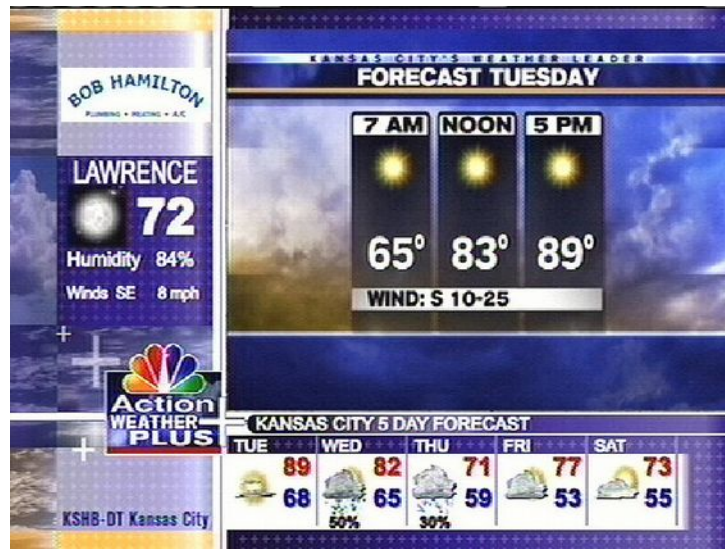 BOB HAMILTON
PLUMBING • HEATING • A/C
LAWRENCE
72
Humidity 84%
Winds SE 8 mph
KANSAS CITY'S WEATHER LEADER
FORECAST TUESDAY
7 AM NOON 5 PM
65° 83° 89°
WIND: S 10-25
Action
WEATHER
PLUS
KANSAS CITY 5 DAY FORECAST
TUE WED THU FRI SAT
89 82 71 77 73
68 65 59 53 55
50% 30%
KSHB-DT Kansas City